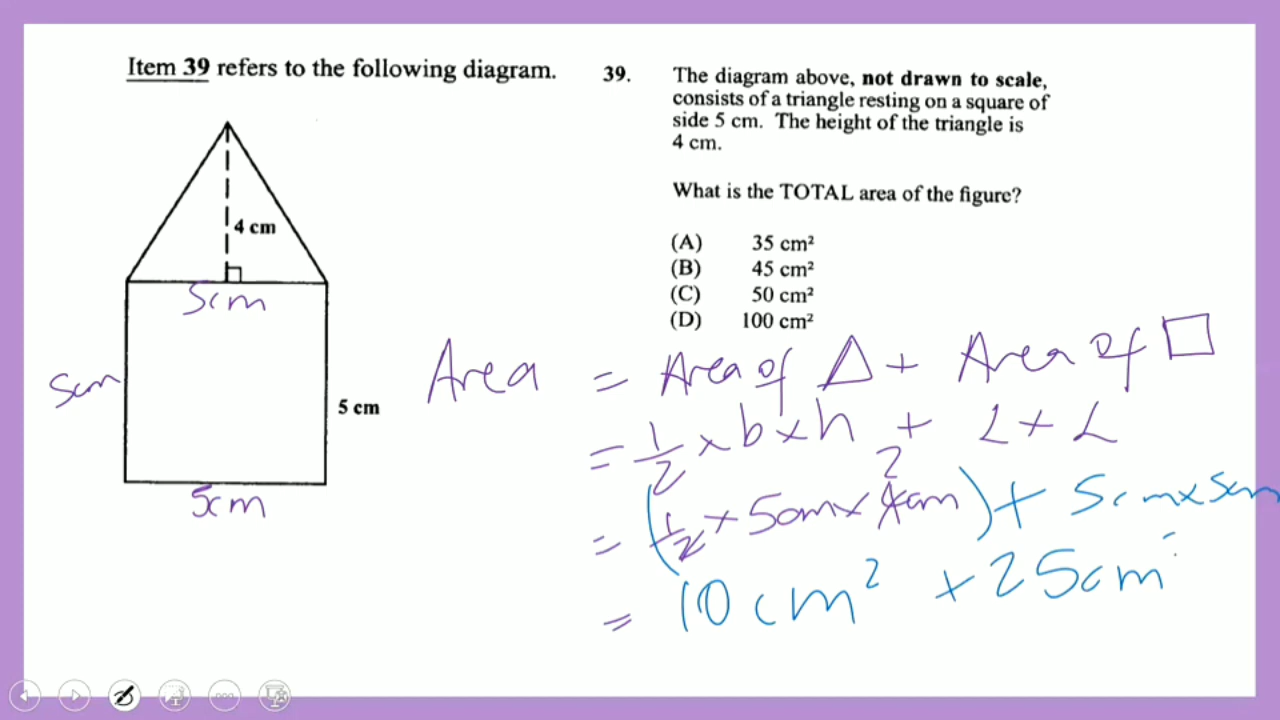 Item 39 refers to the following diagram.
4 cm
5cm
5cm
5 cm
5cm
39. The diagram above, not drawn to scale,
consists of a triangle resting on a square of
side 5 cm. The height of the triangle is
4 cm.
What is the TOTAL area of the figure?
(A) 35 cm²
(B) 45 cm²
(C) 50 cm²
(D) 100 cm²
Area = Area of △ + Area of □
= 1/2 × b × h + L × L
2
= (1/2 × 5cm × 4cm) + 5cm × 5cm
= 10cm² + 25cm